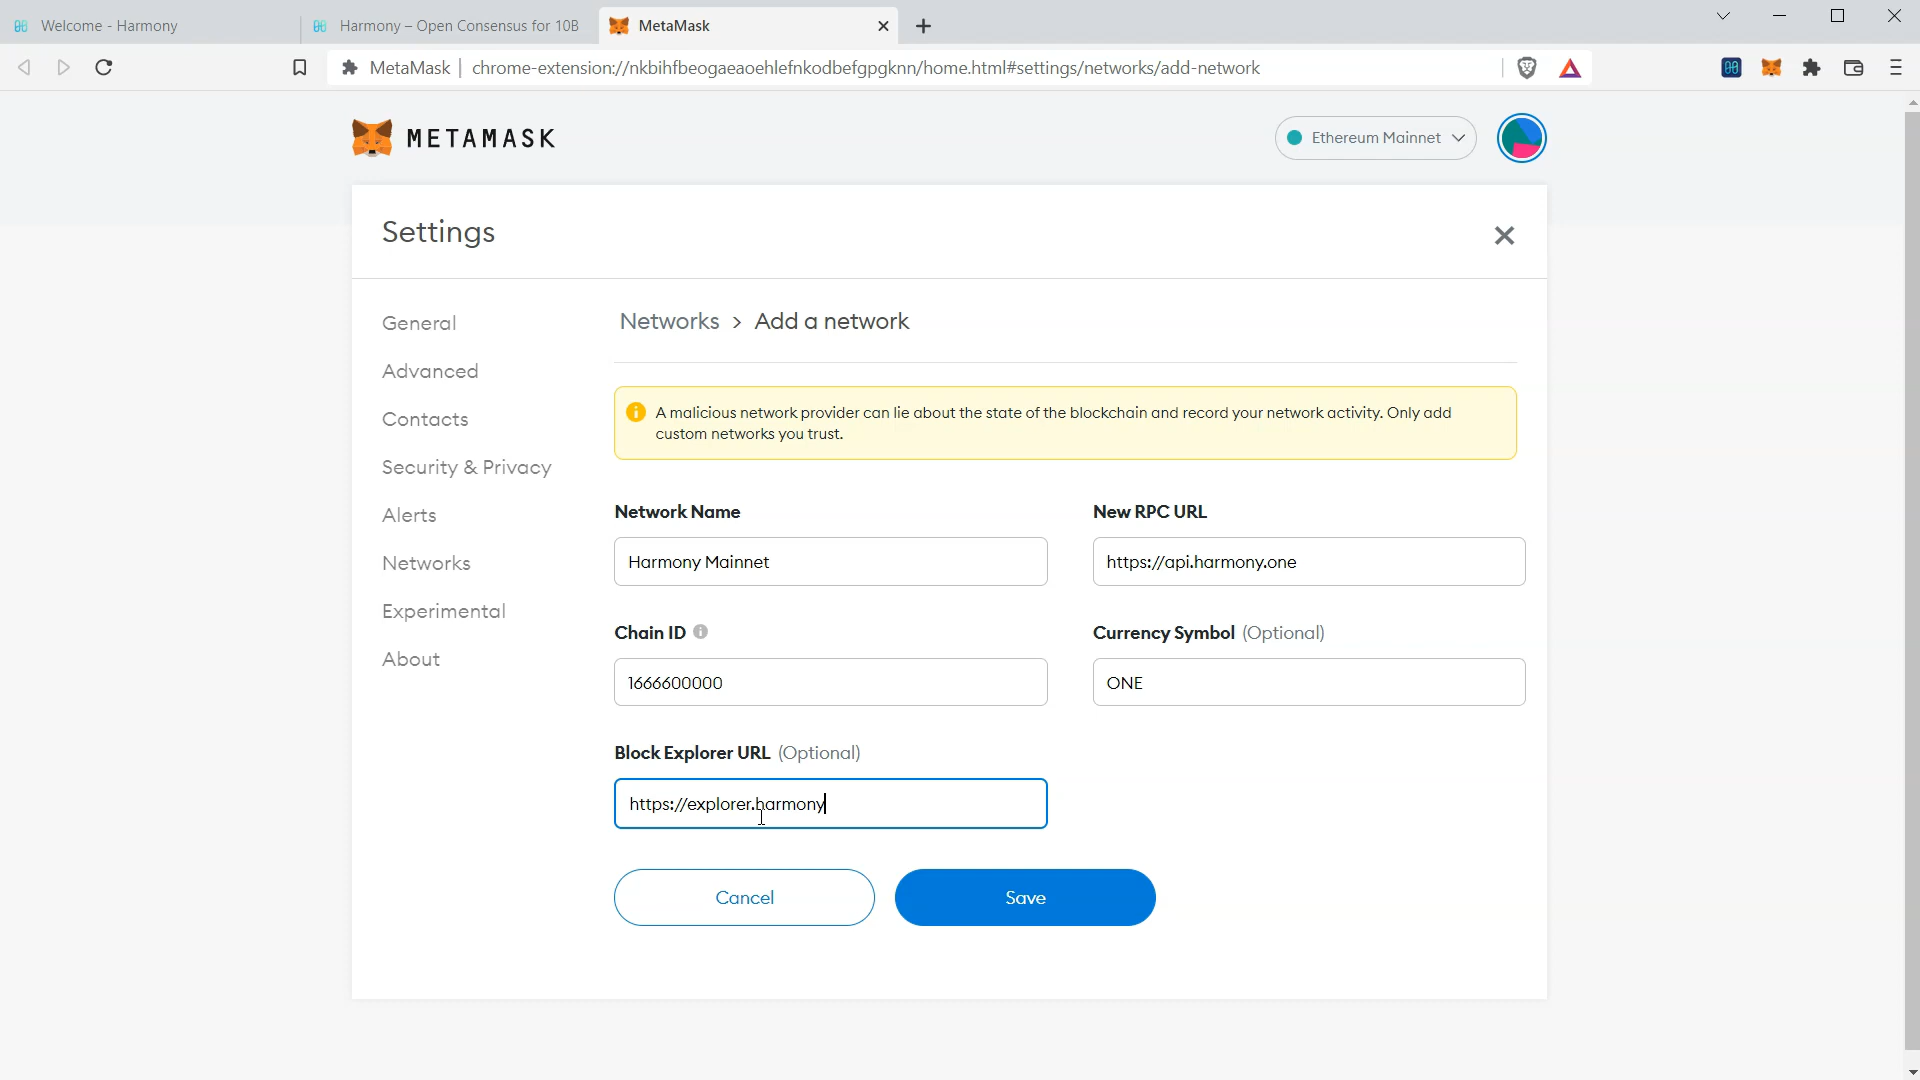 Welcome - Harmony
Harmony – Open Consensus for 10B
MetaMask
MetaMask | chrome-extension://nkbihfbeogaeaoehlefnkodbefgpgknn/home.html#settings/networks/add-network
METAMASK
Ethereum Mainnet
Settings
General
Advanced
Contacts
Security & Privacy
Alerts
Networks
Experimental
About
Networks > Add a network
A malicious network provider can lie about the state of the blockchain and record your network activity. Only add
custom networks you trust.
Network Name
Harmony Mainnet
New RPC URL
https://api.harmony.one
Chain ID
1666600000
Currency Symbol (Optional)
ONE
Block Explorer URL (Optional)
https://explorer.harmony
Cancel
Save